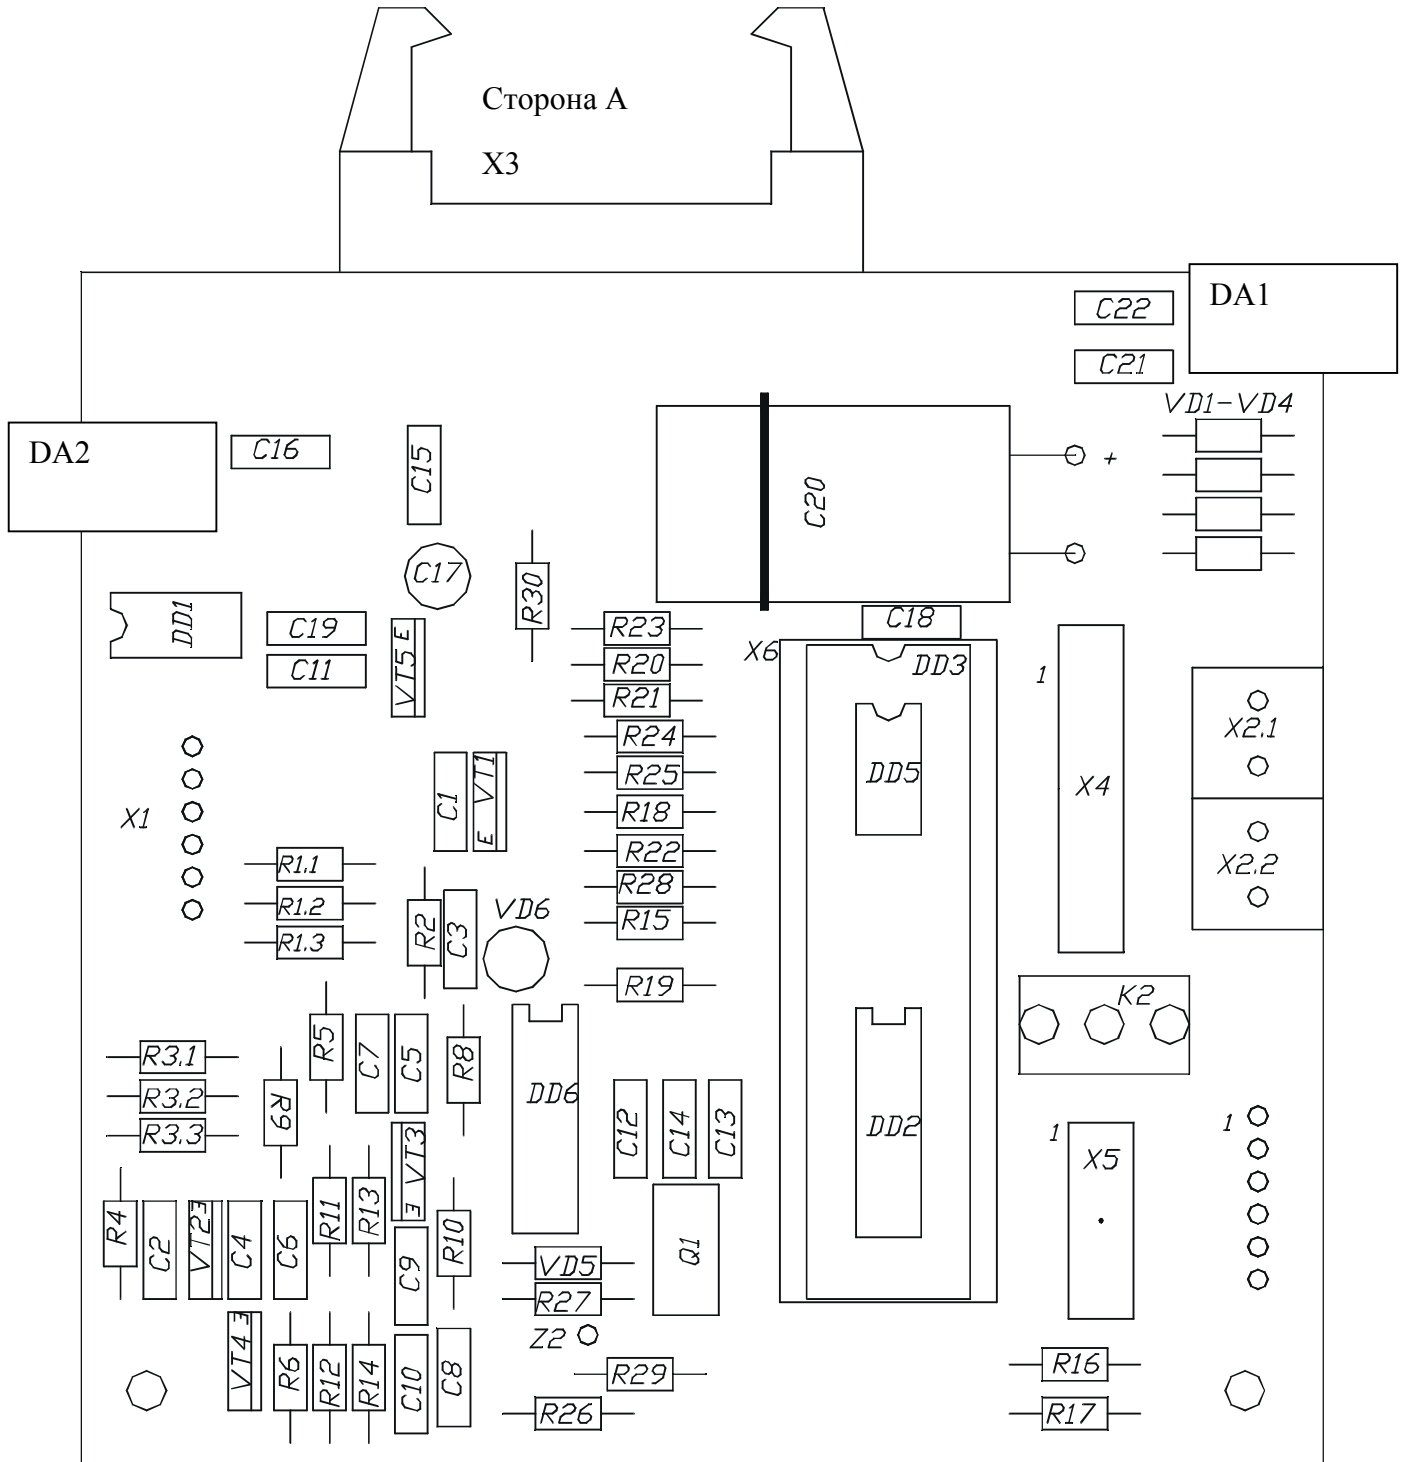 Сторона А
X3
DA1
C22
C21
VD1-VD4
DA2
C16
C15
+
C20
C17
R30
DD1
C19
C11
VT5 E
R23
R20
R21
C18
X6
DD3
1
X2.1
R24
R25
DD5
X4
C1
E VT1
R18
X1
R22
X2.2
R1.1
R1.2
R1.3
R28
R15
R2
C3
VD6
R19
K2
R5
C7
C5
R8
R3.1
R3.2
R3.3
R9
DD6
C12
C14
C13
DD2
1
X5
1
E VT3
R4
C2
VT2E
C4
C6
R11
R13
R10
C9
Q1
VD5
R27
Z2
VT4E
R6
R12
R14
C10
C8
R29
R26
R16
R17